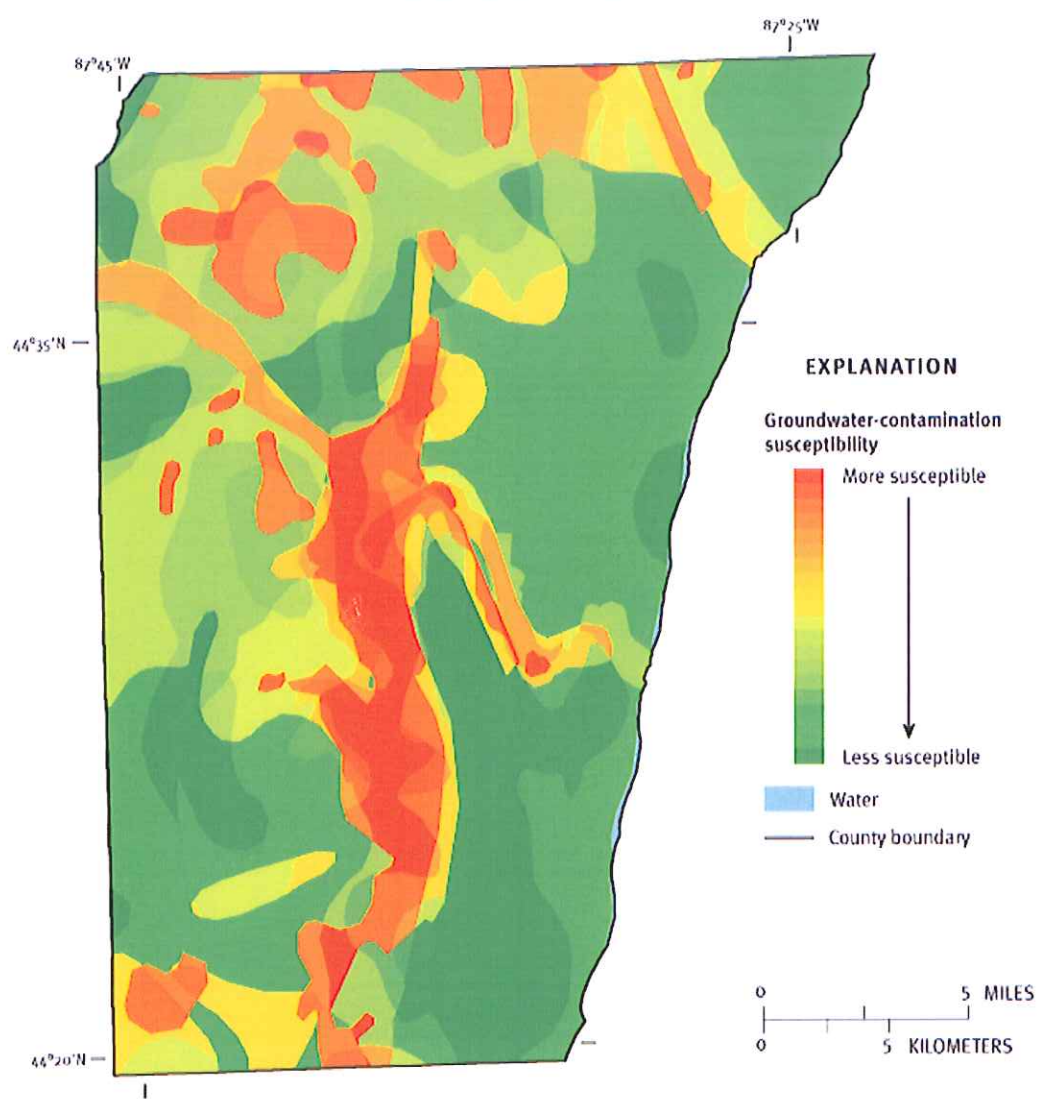 87°25'W
87°45'W
44°35'N
EXPLANATION
Groundwater-contamination
susceptibility
More susceptible
Less susceptible
Water
County boundary
0 5 MILES
0 5 KILOMETERS
44°20'N